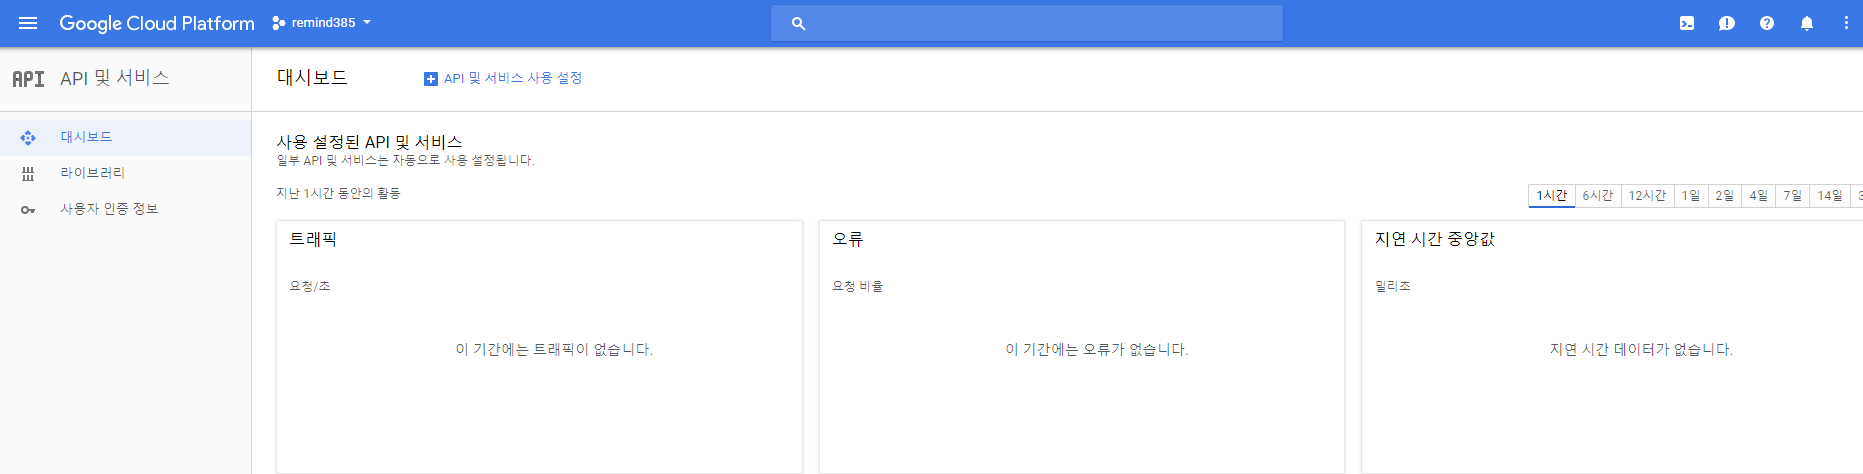 Google Cloud Platform remind385
API API 및 서비스
대시보드 API 및 서비스 사용 설정
대시보드
라이브러리
사용자 인증 정보
사용 설정된 API 및 서비스
일부 API 및 서비스는 자동으로 사용 설정됩니다.
지난 1시간 동안의 활동
1시간 6시간 12시간 1일 2일 4일 7일 14일 3
트래픽
요청/초
이 기간에는 트래픽이 없습니다.
오류
요청 비율
이 기간에는 오류가 없습니다.
지연 시간 중앙값
밀리초
지연 시간 데이터가 없습니다.